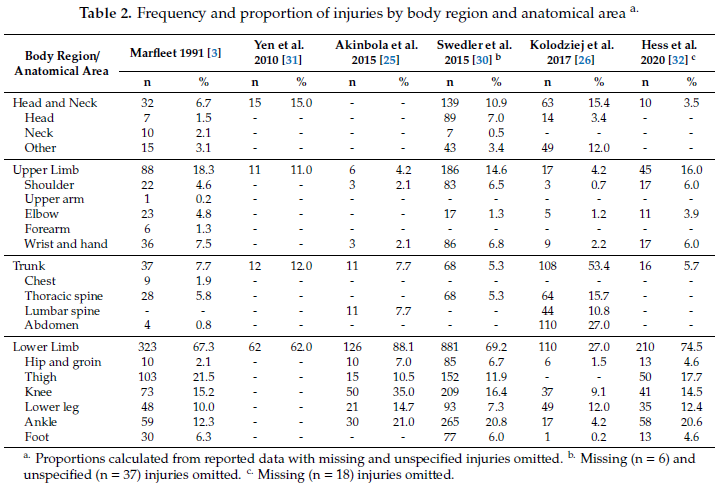 Table 2. Frequency and proportion of injuries by body region and anatomical area a.
Body Region/ Anatomical Area Marfleet 1991 [3] Yen et al. 2010 [31] Akinbola et al. 2015 [25] Swedler et al. 2015 [30] b Kolodziej et al. 2017 [26] Hess et al. 2020 [32] c
n % n % n % n % n % n %
Head and Neck 32 6.7 15 15.0 - - 139 10.9 63 15.4 10 3.5
Head 7 1.5 - - - - 89 7.0 14 3.4 - -
Neck 10 2.1 - - - - 7 0.5 - - - -
Other 15 3.1 - - - - 43 3.4 49 12.0 - -
Upper Limb 88 18.3 11 11.0 6 4.2 186 14.6 17 4.2 45 16.0
Shoulder 22 4.6 - - 3 2.1 83 6.5 3 0.7 17 6.0
Upper arm 1 0.2 - - - - - - - - - -
Elbow 23 4.8 - - - - 17 1.3 5 1.2 11 3.9
Forearm 6 1.3 - - - - - - - - - -
Wrist and hand 36 7.5 - - 3 2.1 86 6.8 9 2.2 17 6.0
Trunk 37 7.7 12 12.0 11 7.7 68 5.3 108 53.4 16 5.7
Chest 9 1.9 - - - - - - - - - -
Thoracic spine 28 5.8 - - - - 68 5.3 64 15.7 - -
Lumbar spine - - - - 11 7.7 - - 44 10.8 - -
Abdomen 4 0.8 - - - - - - 110 27.0 - -
Lower Limb 323 67.3 62 62.0 126 88.1 881 69.2 110 27.0 210 74.5
Hip and groin 10 2.1 - - 10 7.0 85 6.7 6 1.5 13 4.6
Thigh 103 21.5 - - 15 10.5 152 11.9 - - 50 17.7
Knee 73 15.2 - - 50 35.0 209 16.4 37 9.1 41 14.5
Lower leg 48 10.0 - - 21 14.7 93 7.3 49 12.0 35 12.4
Ankle 59 12.3 - - 30 21.0 265 20.8 17 4.2 58 20.6
Foot 30 6.3 - - - - 77 6.0 1 0.2 13 4.6
a. Proportions calculated from reported data with missing and unspecified injuries omitted. b. Missing (n = 6) and
unspecified (n = 37) injuries omitted. c. Missing (n = 18) injuries omitted.